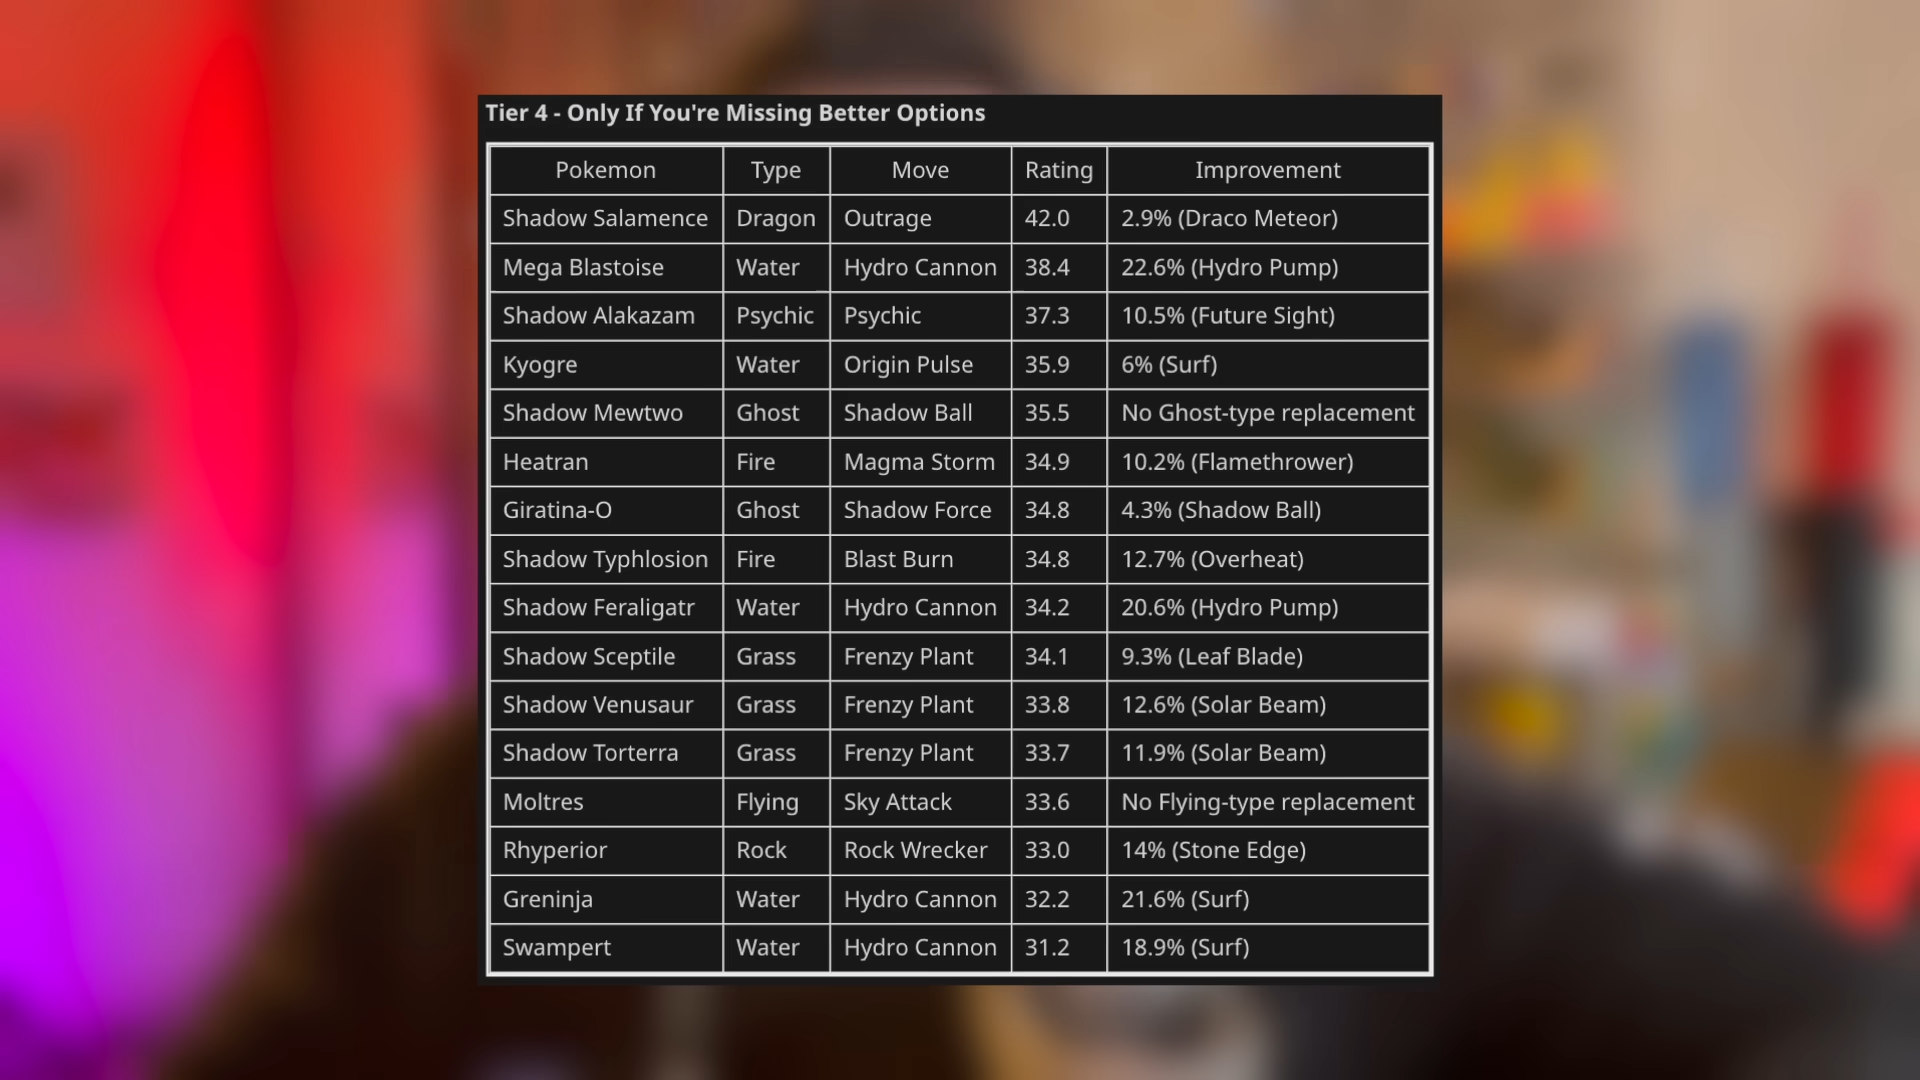 Tier 4 - Only If You're Missing Better Options
Pokemon Type Move Rating Improvement
Shadow Salamence Dragon Outrage 42.0 2.9% (Draco Meteor)
Mega Blastoise Water Hydro Cannon 38.4 22.6% (Hydro Pump)
Shadow Alakazam Psychic Psychic 37.3 10.5% (Future Sight)
Kyogre Water Origin Pulse 35.9 6% (Surf)
Shadow Mewtwo Ghost Shadow Ball 35.5 No Ghost-type replacement
Heatran Fire Magma Storm 34.9 10.2% (Flamethrower)
Giratina-O Ghost Shadow Force 34.8 4.3% (Shadow Ball)
Shadow Typhlosion Fire Blast Burn 34.8 12.7% (Overheat)
Shadow Feraligatr Water Hydro Cannon 34.2 20.6% (Hydro Pump)
Shadow Sceptile Grass Frenzy Plant 34.1 9.3% (Leaf Blade)
Shadow Venusaur Grass Frenzy Plant 33.8 12.6% (Solar Beam)
Shadow Torterra Grass Frenzy Plant 33.7 11.9% (Solar Beam)
Moltres Flying Sky Attack 33.6 No Flying-type replacement
Rhyperior Rock Rock Wrecker 33.0 14% (Stone Edge)
Greninja Water Hydro Cannon 32.2 21.6% (Surf)
Swampert Water Hydro Cannon 31.2 18.9% (Surf)